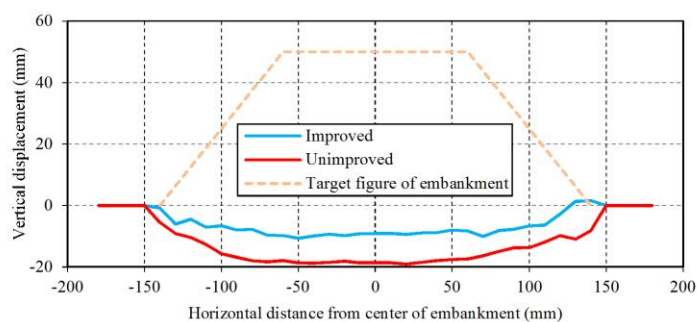 60
40
20
0
-20
-200 -150 -100 -50 0 50 100 150 200
Vertical displacement (mm)
Improved
Unimproved
Target figure of embankment
Horizontal distance from center of embankment (mm)